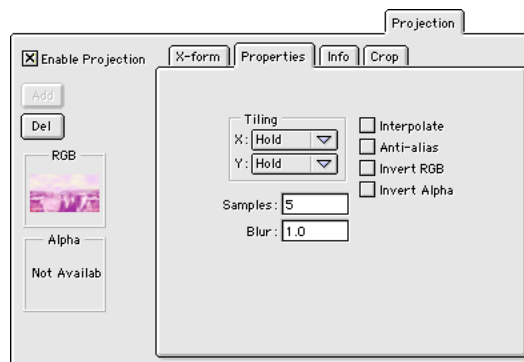 Projection
Enable Projection
X-form Properties Info Crop
Add
Del
RGB
Alpha
Not Availab
Tiling
X: Hold
Y: Hold
Samples: 5
Blur: 1.0
Interpolate
Anti-alias
Invert RGB
Invert Alpha